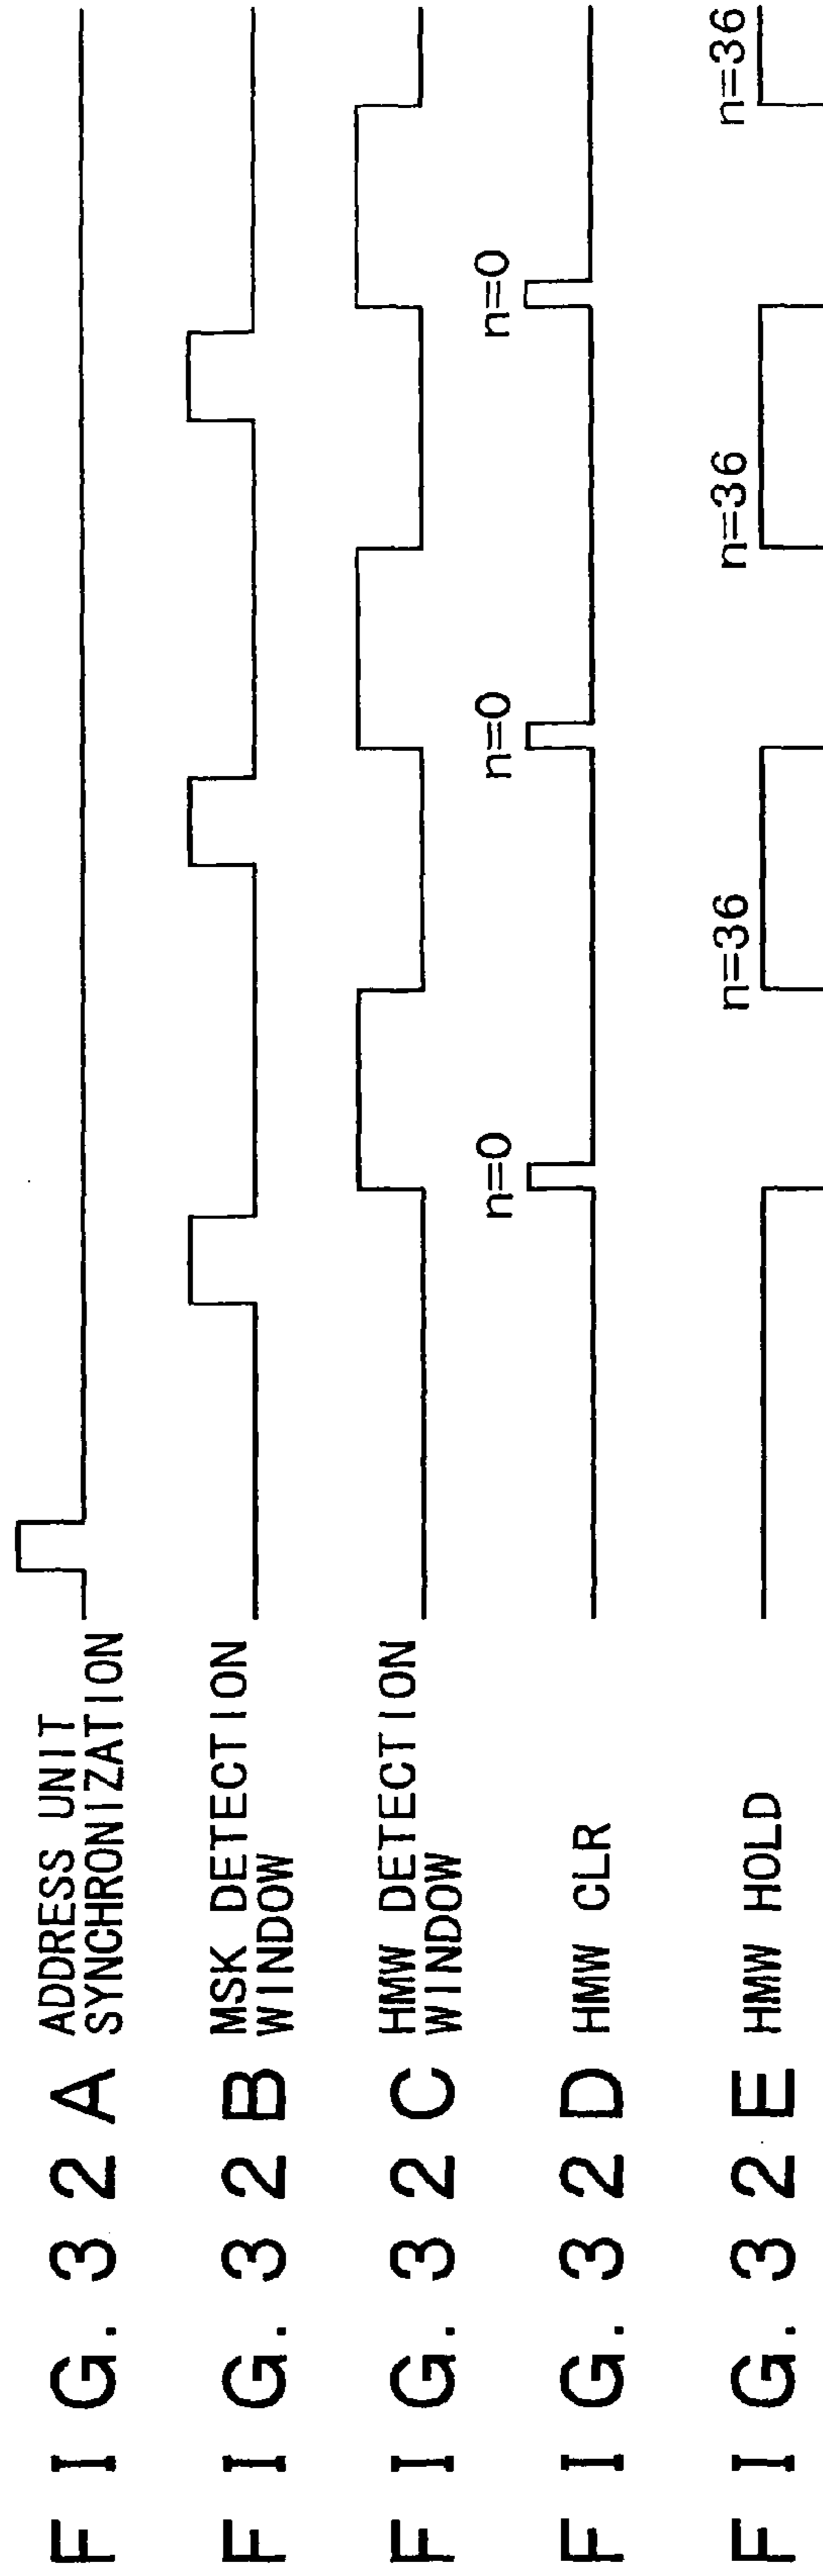 FIG. 32A ADDRESS UNIT
SYNCHRONIZATION
FIG. 32B MSK DETECTION
WINDOW
FIG. 32C HMW DETECTION
WINDOW
FIG. 32D HMW CLR
n=0
n=0
n=0
FIG. 32E HMW HOLD
n=36
n=36
n=36